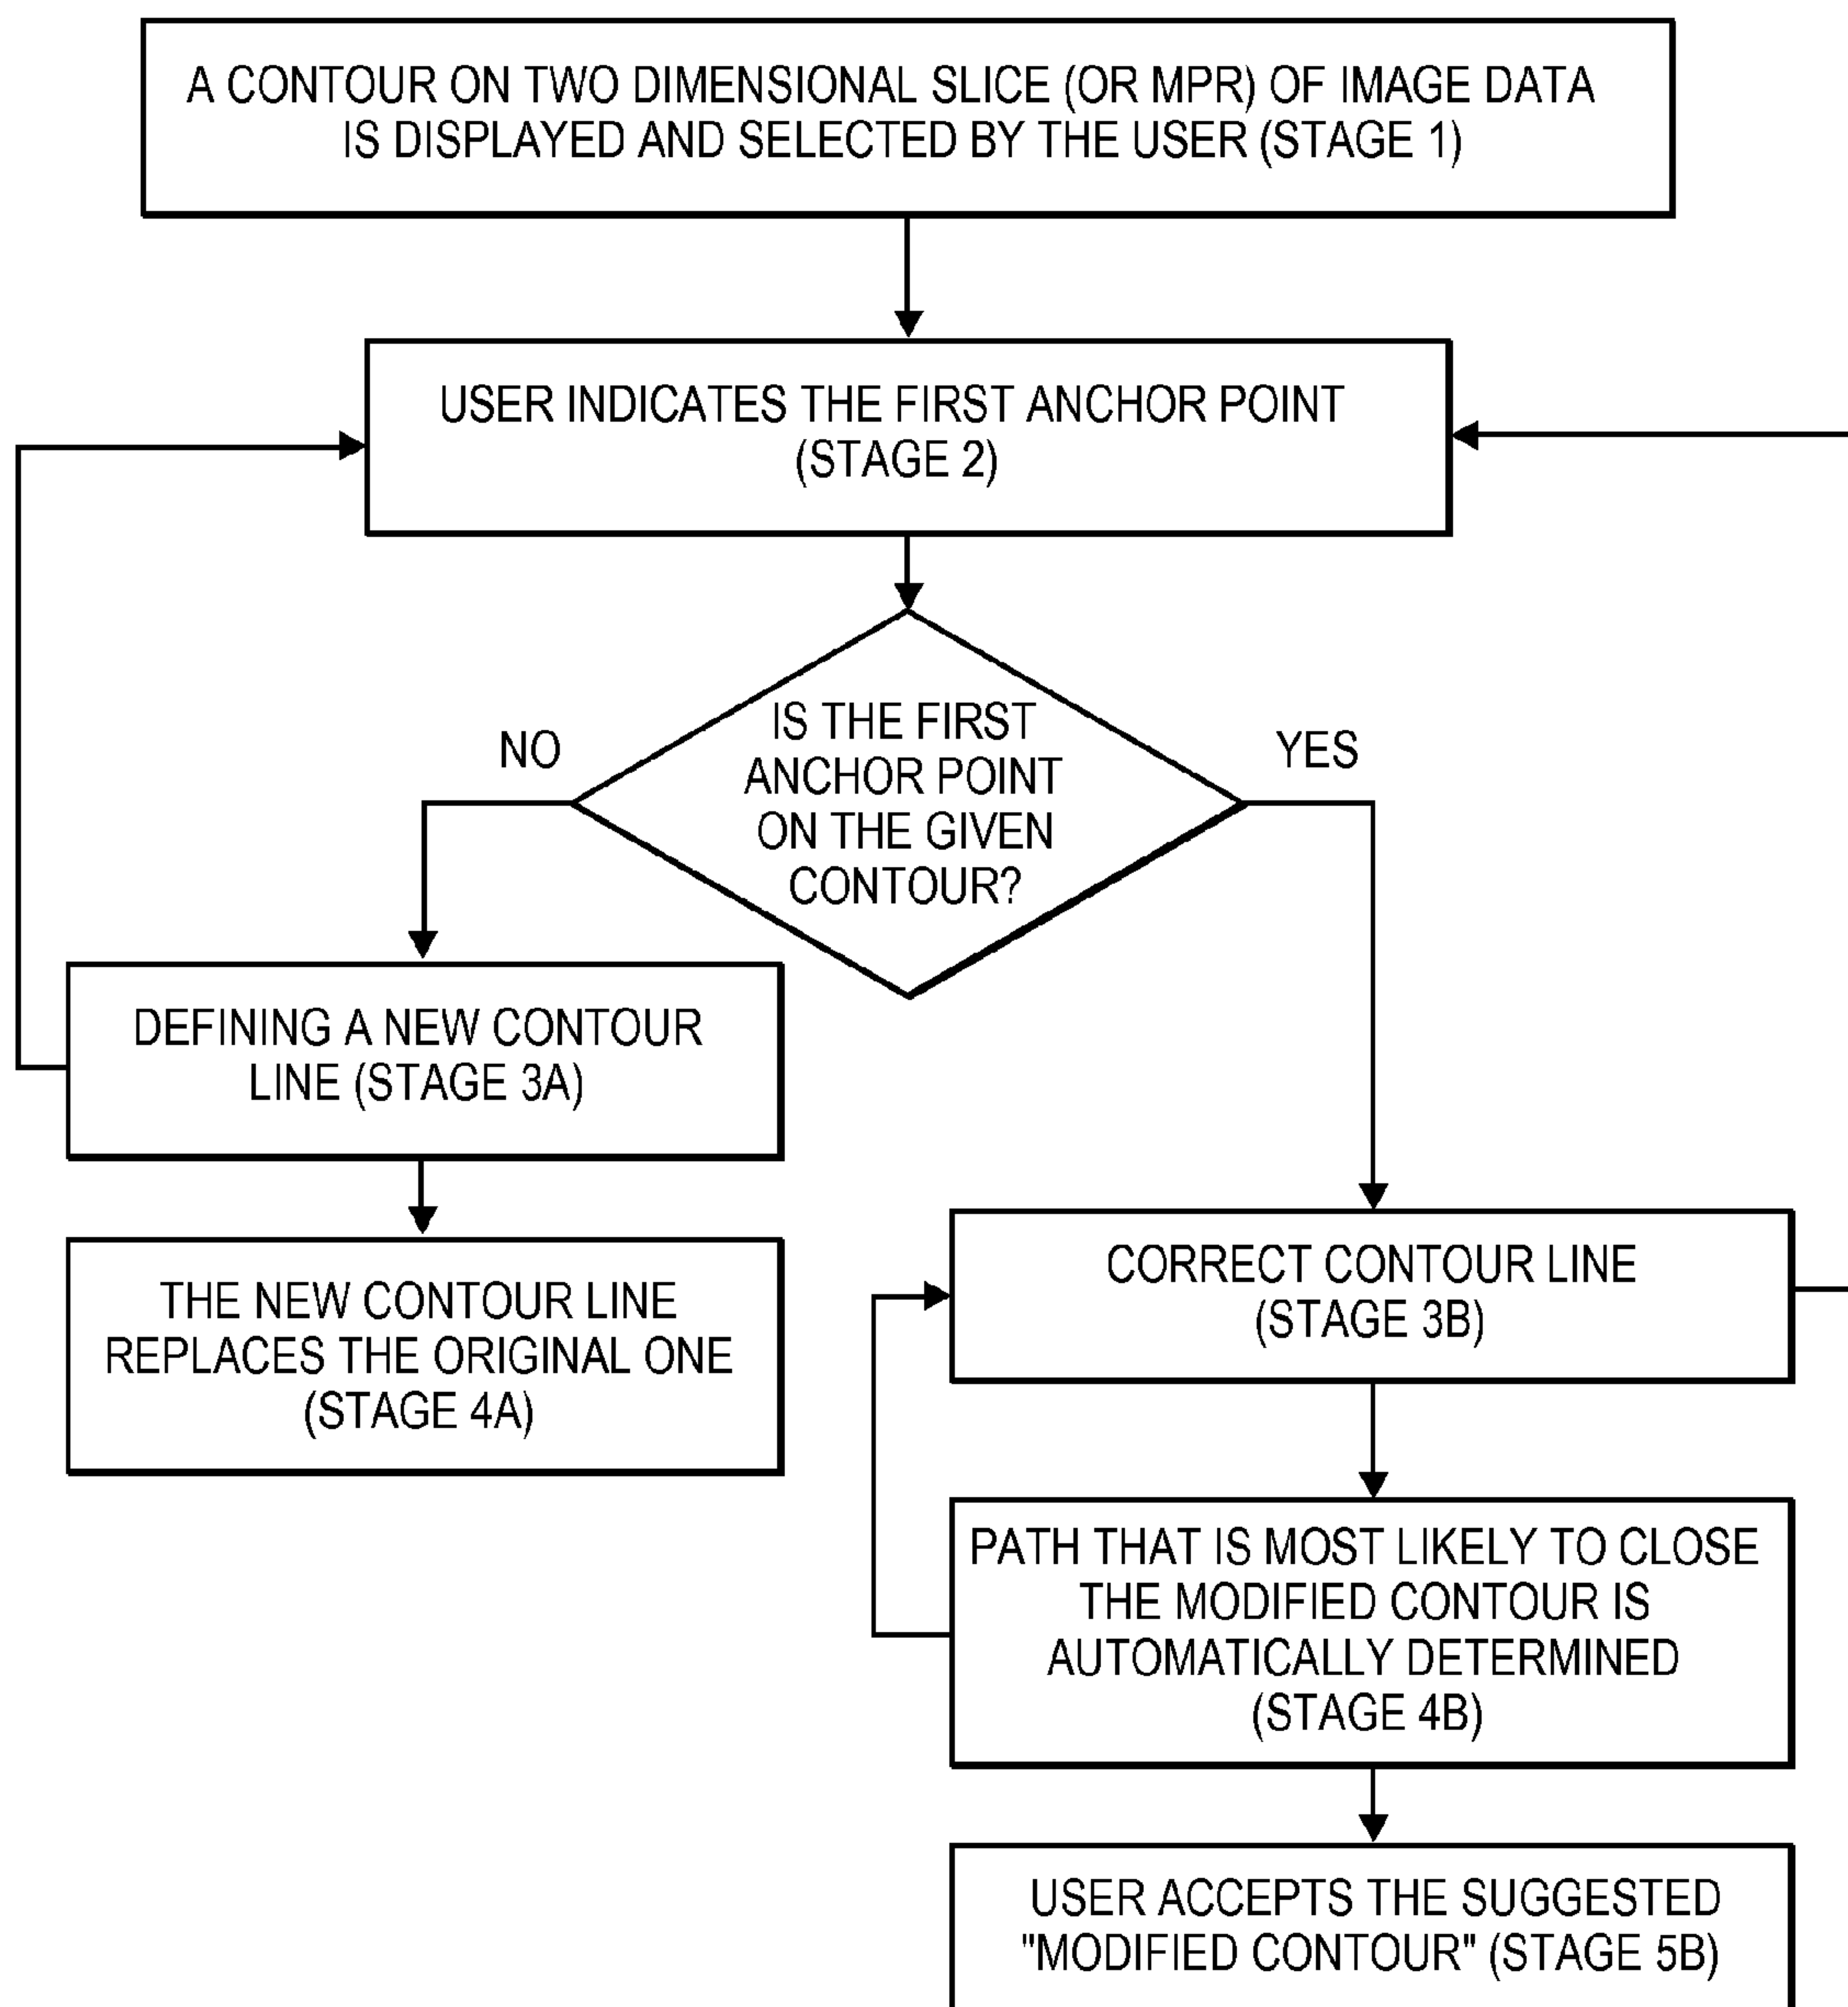 A CONTOUR ON TWO DIMENSIONAL SLICE (OR MPR) OF IMAGE DATA
IS DISPLAYED AND SELECTED BY THE USER (STAGE 1)
USER INDICATES THE FIRST ANCHOR POINT
(STAGE 2)
IS THE FIRST
ANCHOR POINT
ON THE GIVEN
CONTOUR?
NO
YES
DEFINING A NEW CONTOUR
LINE (STAGE 3A)
THE NEW CONTOUR LINE
REPLACES THE ORIGINAL ONE
(STAGE 4A)
CORRECT CONTOUR LINE
(STAGE 3B)
PATH THAT IS MOST LIKELY TO CLOSE
THE MODIFIED CONTOUR IS
AUTOMATICALLY DETERMINED
(STAGE 4B)
USER ACCEPTS THE SUGGESTED
"MODIFIED CONTOUR" (STAGE 5B)